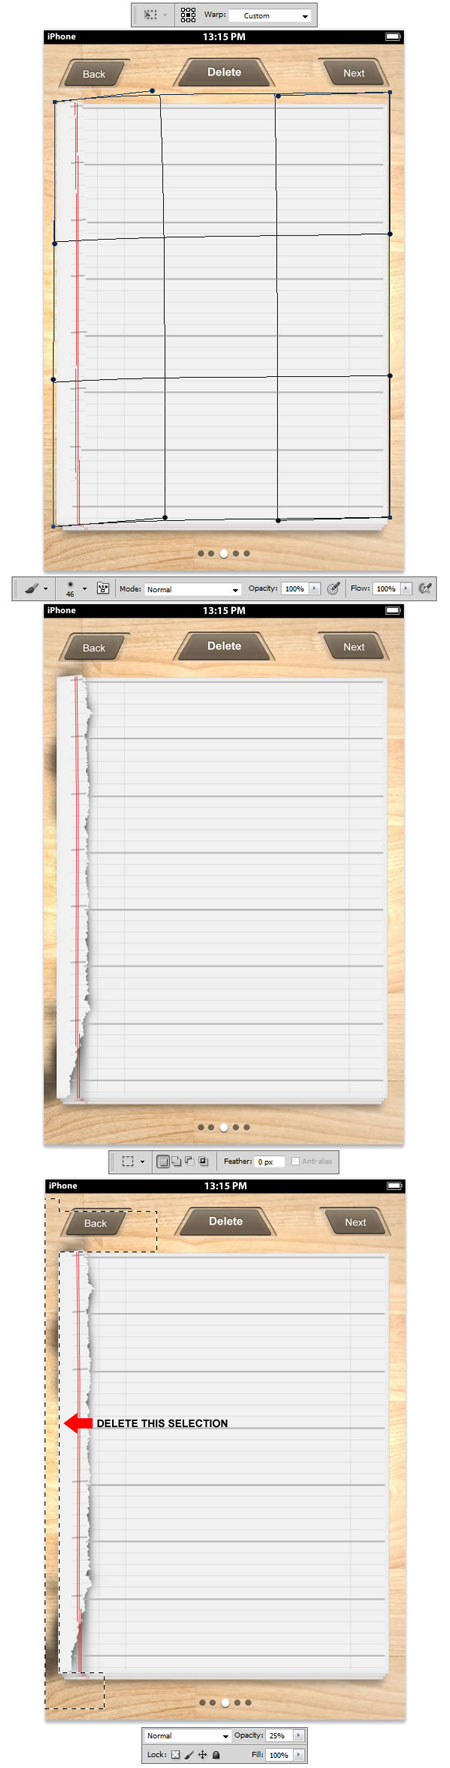 Warp: Custom
iPhone 13:15 PM
Back Delete Next
46 Mode: Normal Opacity: 100% Flow: 100%
iPhone 13:15 PM
Back Delete Next
Feather: 0 px Anti-alias
iPhone 13:15 PM
Back Delete Next
DELETE THIS SELECTION
Normal Opacity: 25%
Lock: Fill: 100%